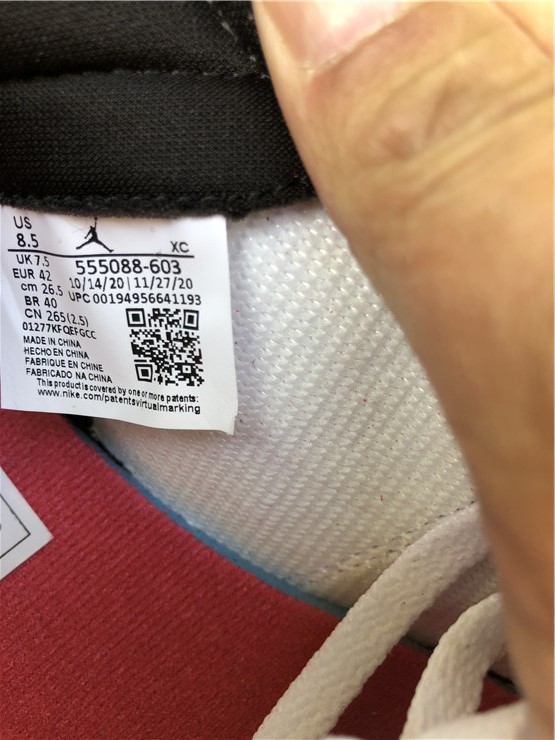 US
8.5 XC
UK 7.5 555088-603
EUR 42 10/14/20 | 11/27/20
cm 26.5 UPC 00194956641193
BR 40
CN 265(2.5)
01277KFQEFGCC
MADE IN CHINA
HECHO EN CHINA
FABRIQUE EN CHINE
FABRICADO NA CHINA
This product is covered by one or more patents:
www.nike.com/patentsvirtualmarking